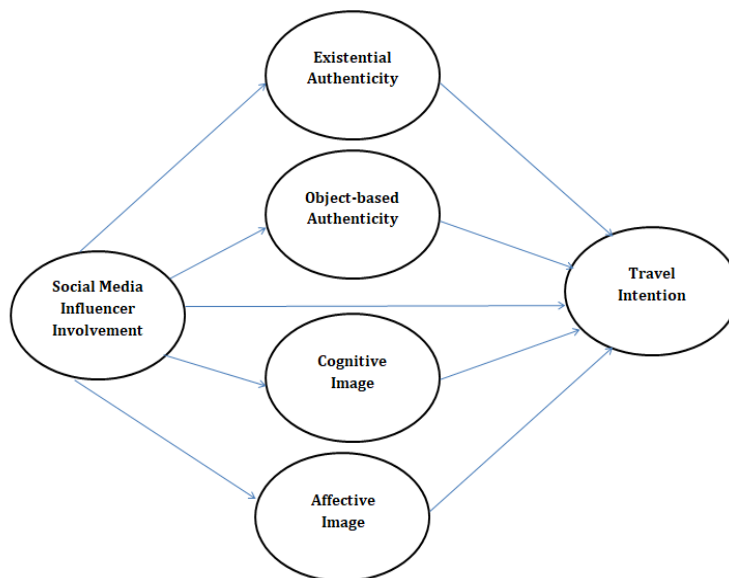 Existential
Authenticity
Object-based
Authenticity
Social Media
Influencer
Involvement
Travel
Intention
Cognitive
Image
Affective
Image